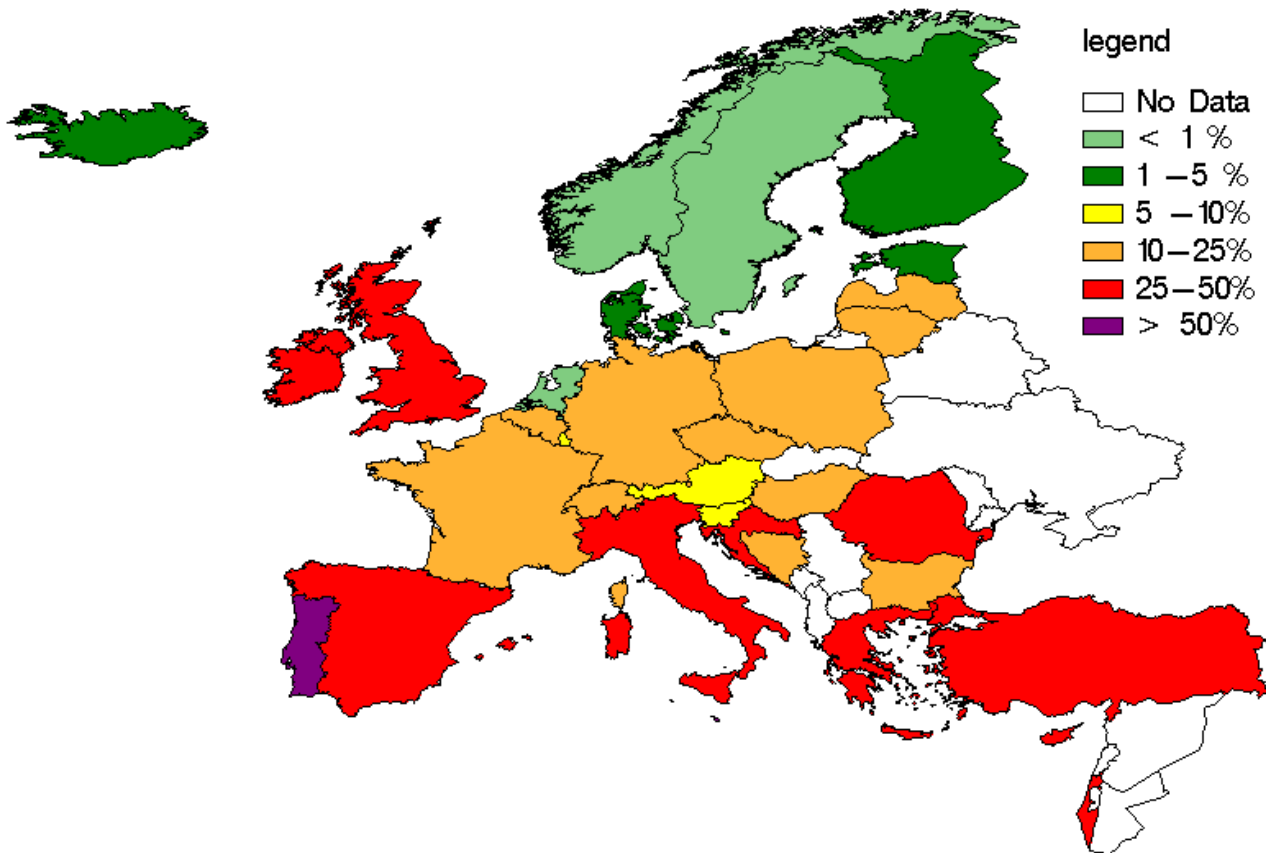 legend
No Data
< 1 %
1 –5 %
5 –10%
10–25%
25–50%
> 50%